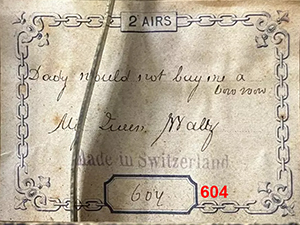 2 AIRS
Dady would not buy me a
bow wow
My Queen Waltz
Made in Switzerland
604
604